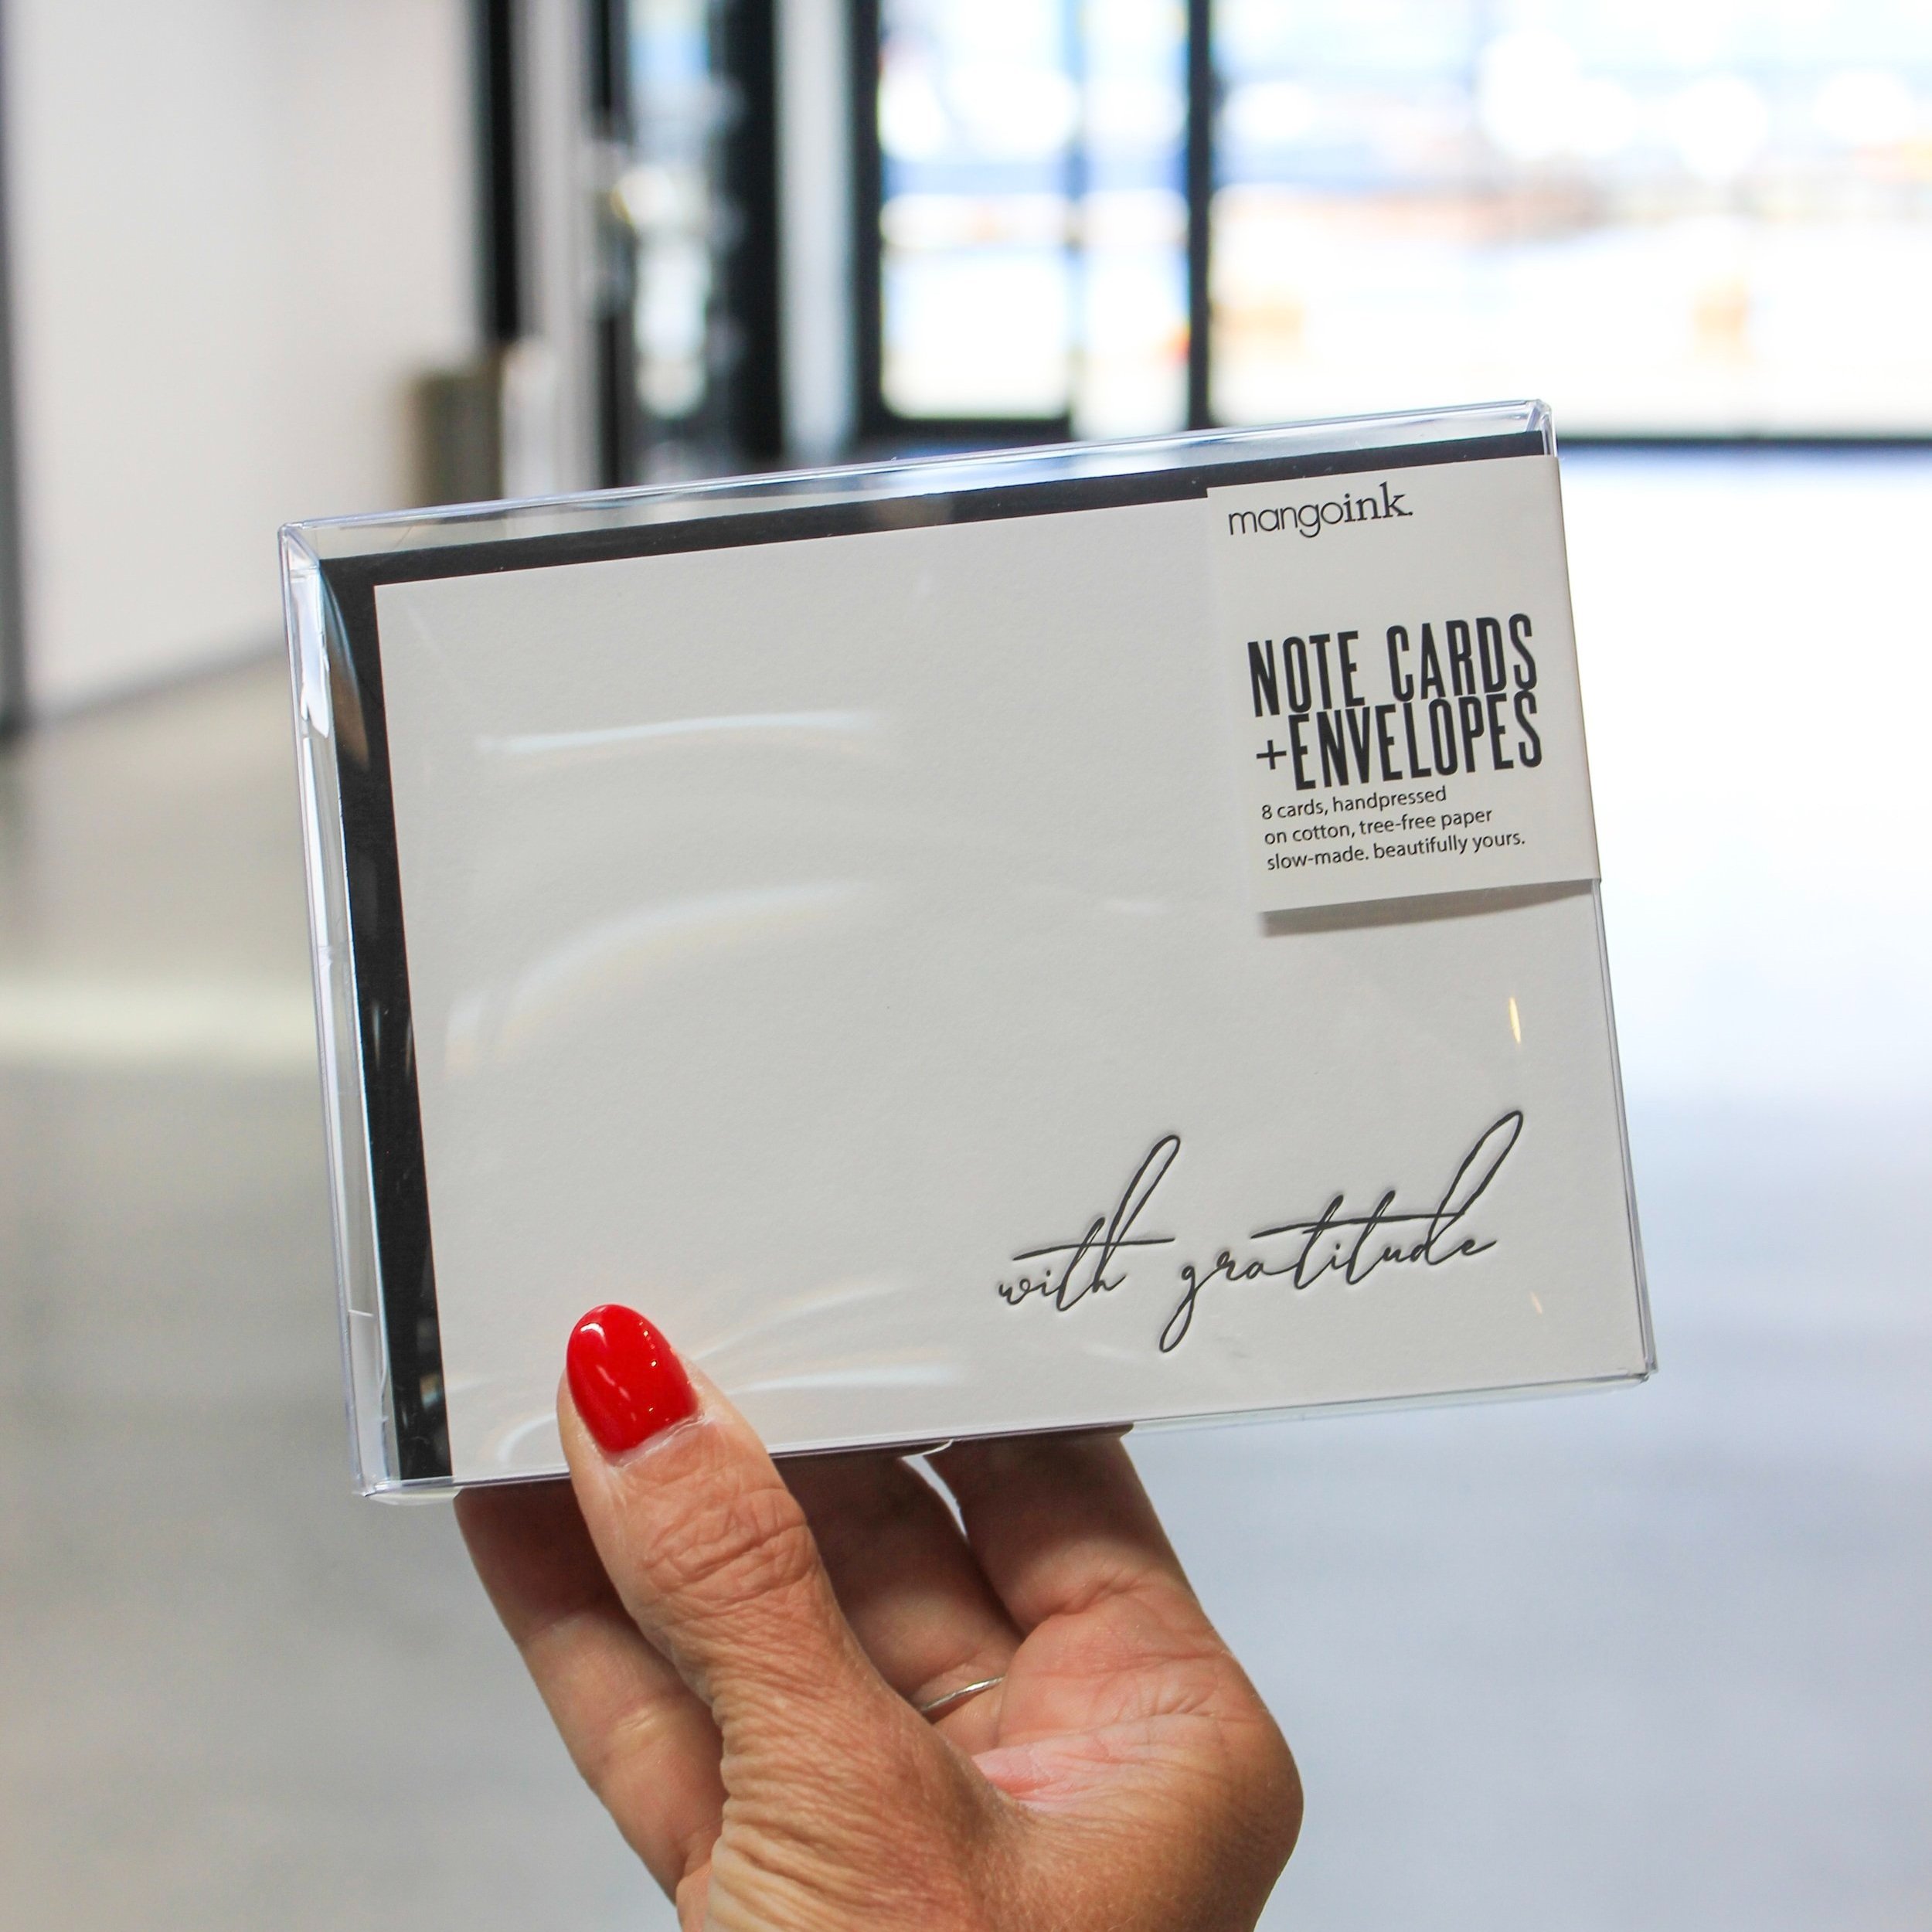 mangoink.
NOTE CARDS
+ENVELOPES
8 cards, handpressed
on cotton, tree-free paper
slow-made. beautifully yours.
with gratitude